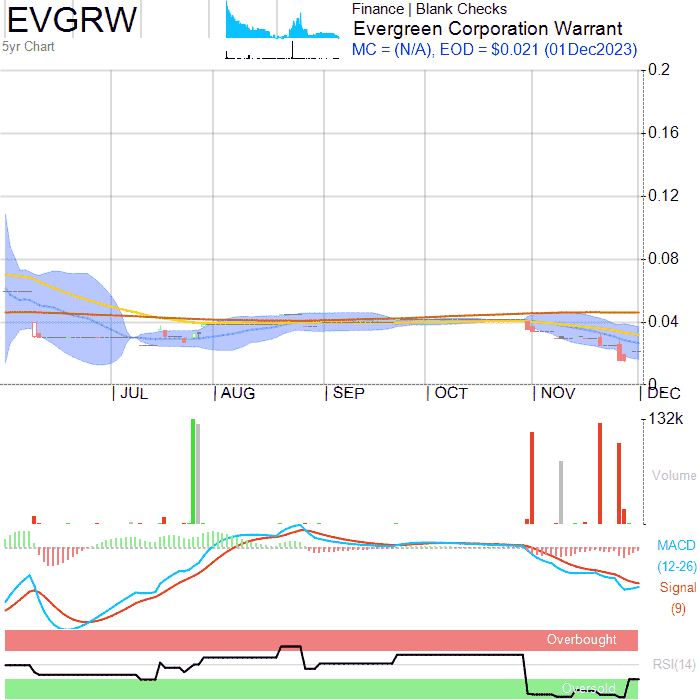 EVGRW
5yr Chart
Finance | Blank Checks
Evergreen Corporation Warrant
MC = (N/A), EOD = $0.021 (01Dec2023)
0.2
0.16
0.12
0.08
0.04
0
JUL AUG SEP OCT NOV DEC
132k
Volume
MACD
(12-26)
Signal
(9)
Overbought
RSI(14)
Oversold